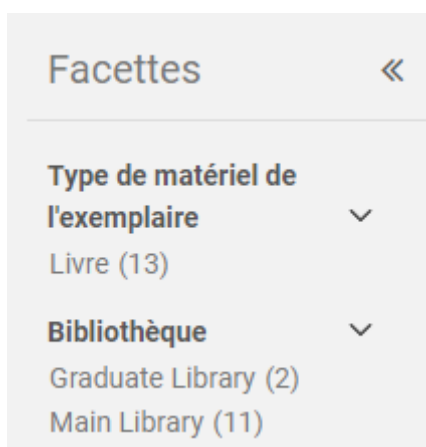 Facettes «
Type de matériel de
l'exemplaire
Livre (13)
Bibliothèque
Graduate Library (2)
Main Library (11)